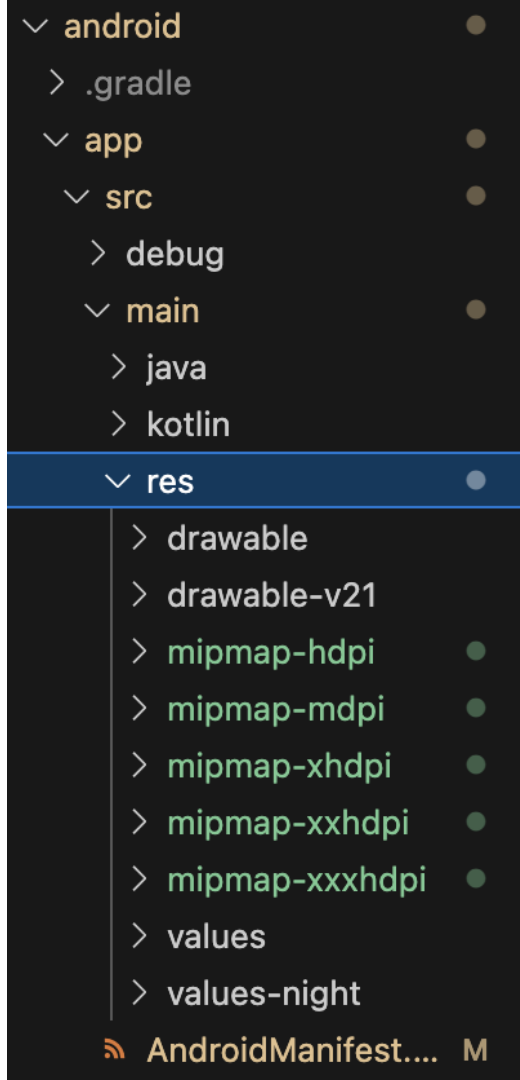 android
.gradle
app
src
debug
main
java
kotlin
res
drawable
drawable-v21
mipmap-hdpi
mipmap-mdpi
mipmap-xhdpi
mipmap-xxhdpi
mipmap-xxxhdpi
values
values-night
AndroidManifest.... M